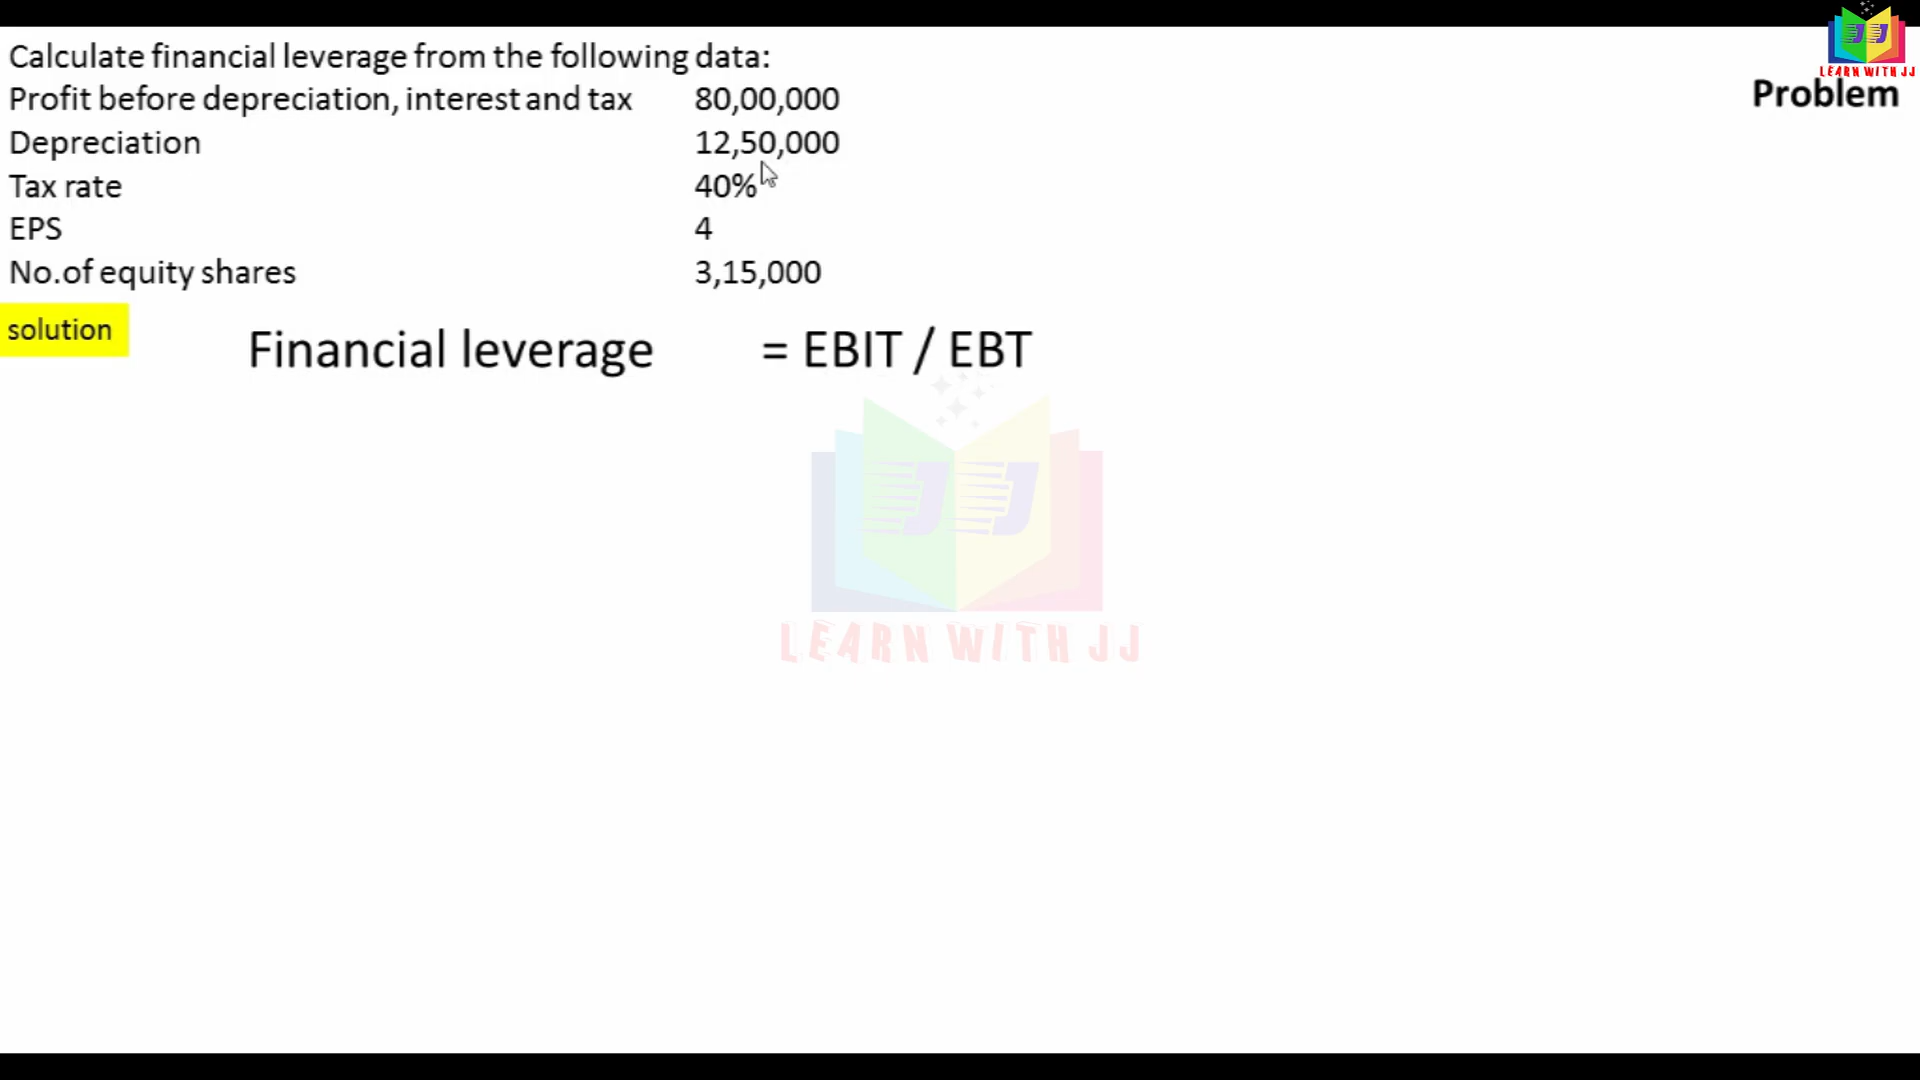 Calculate financial leverage from the following data:
Profit before depreciation, interest and tax 80,00,000
Depreciation 12,50,000
Tax rate 40%
EPS 4
No.of equity shares 3,15,000
JJ
LEARN WITH JJ
Problem
solution
Financial leverage = EBIT / EBT
JJ
LEARN WITH JJ